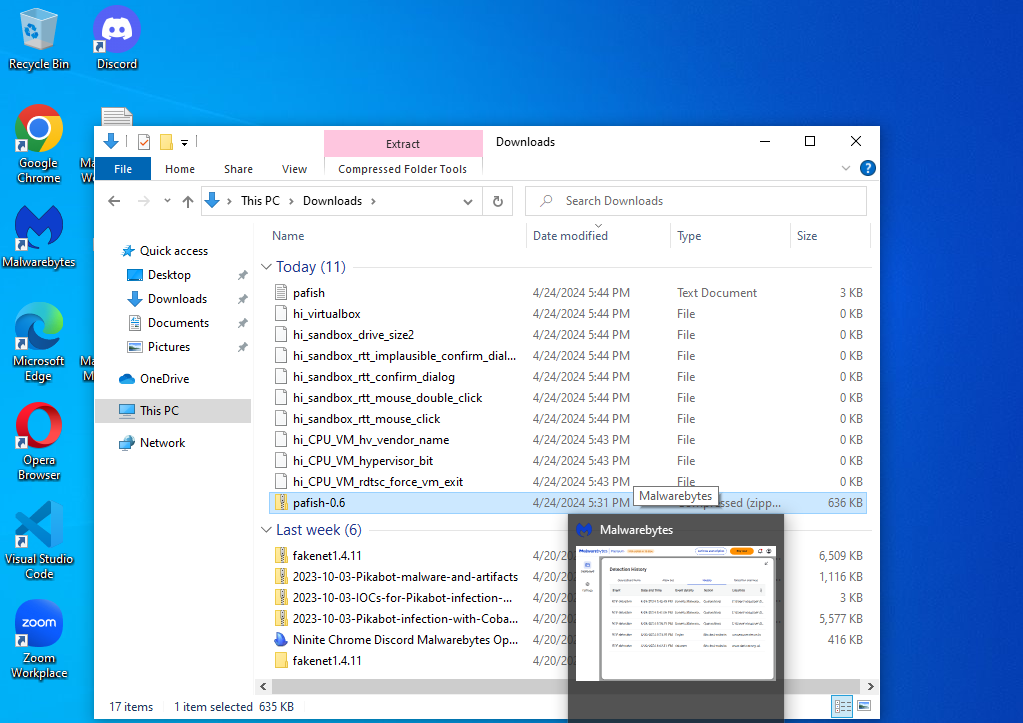 Recycle Bin
Discord
Google
Chrome
Malwarebytes
Microsoft
Edge
Opera
Browser
Visual Studio
Code
zoom
Zoom
Workplace
Extract
Downloads
File
Home
Share
View
Compressed Folder Tools
This PC
Downloads
Search Downloads
Quick access
Desktop
Downloads
Documents
Pictures
OneDrive
This PC
Network
Name
Date modified
Type
Size
Today (11)
pafish 4/24/2024 5:44 PM Text Document 3 KB
hi_virtualbox 4/24/2024 5:44 PM File 0 KB
hi_sandbox_drive_size2 4/24/2024 5:44 PM File 0 KB
hi_sandbox_rtt_implausible_confirm_dial... 4/24/2024 5:44 PM File 0 KB
hi_sandbox_rtt_confirm_dialog 4/24/2024 5:44 PM File 0 KB
hi_sandbox_rtt_mouse_double_click 4/24/2024 5:44 PM File 0 KB
hi_sandbox_rtt_mouse_click 4/24/2024 5:44 PM File 0 KB
hi_CPU_VM_hv_vendor_name 4/24/2024 5:43 PM File 0 KB
hi_CPU_VM_hypervisor_bit 4/24/2024 5:43 PM File 0 KB
hi_CPU_VM_rdtsc_force_vm_exit 4/24/2024 5:43 PM File 0 KB
Malwarebytes
pafish-0.6 4/24/2024 5:31 PM Compressed (zipp... 636 KB
Last week (6)
Malwarebytes
Detection History
fakenet1.4.11 4/20/20 6,509 KB
2023-10-03-Pikabot-malware-and-artifacts 4/20/20 1,116 KB
2023-10-03-IOCs-for-Pikabot-infection-... 4/20/20 3 KB
2023-10-03-Pikabot-infection-with-Coba... 4/20/20 5,577 KB
Ninite Chrome Discord Malwarebytes Op... 4/20/20 416 KB
fakenet1.4.11 4/20/20
17 items
1 item selected 635 KB